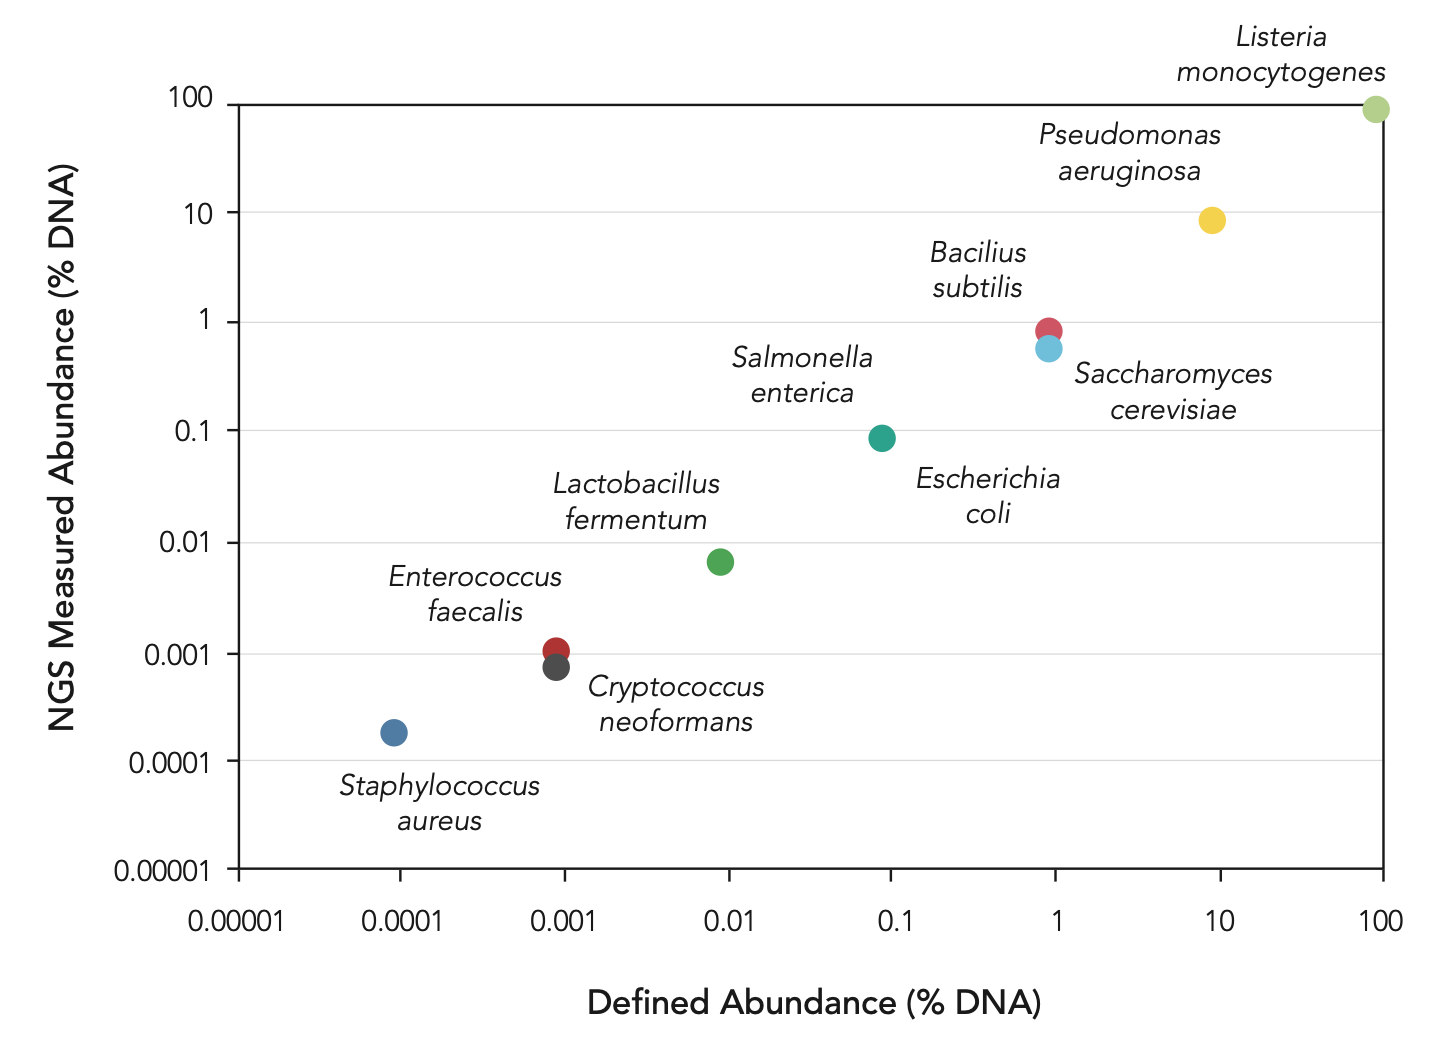 Listeria
monocytogenes
100
Pseudomonas
aeruginosa
10
Bacilius
subtilis
1
Salmonella
enterica
Saccharomyces
cerevisiae
0.1
Lactobacillus
fermentum
Escherichia
coli
0.01
Enterococcus
faecalis
0.001
Cryptococcus
neoformans
0.0001
Staphylococcus
aureus
0.00001
NGS Measured Abundance (% DNA)
0.00001 0.0001 0.001 0.01 0.1 1 10 100
Defined Abundance (% DNA)